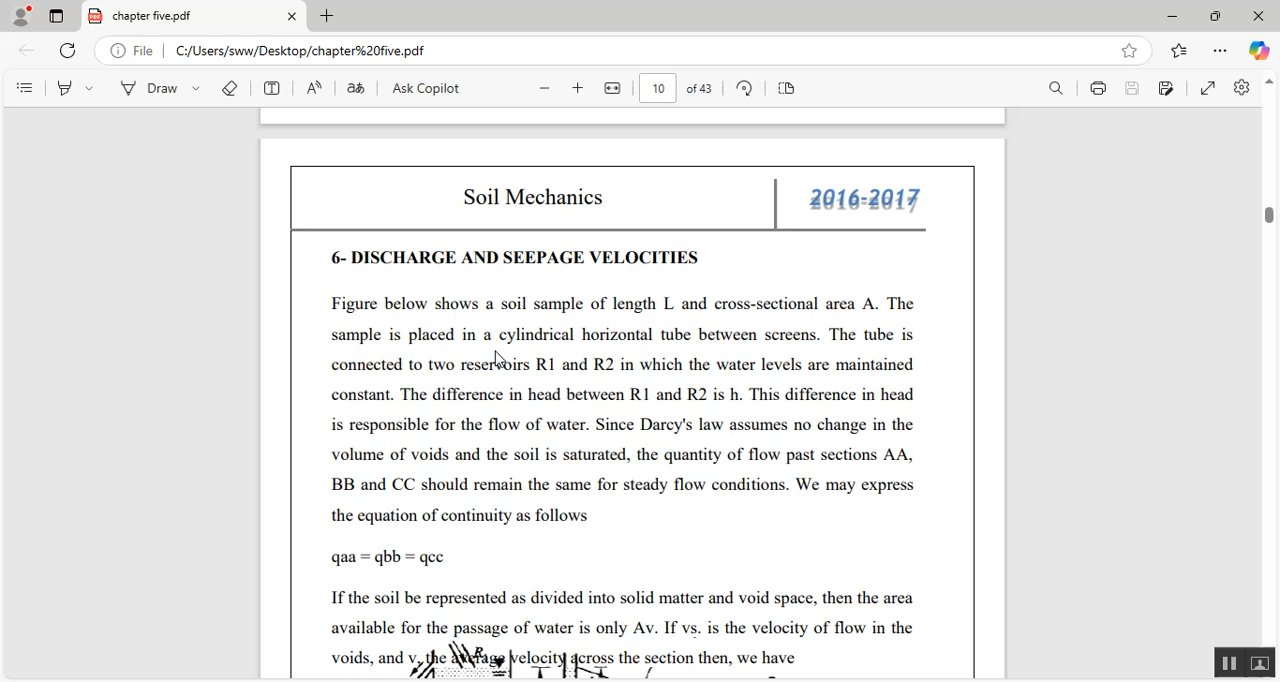 chapter five.pdf
File
C:/Users/sww/Desktop/chapter%20five.pdf
Draw
Ask Copilot
10 of 43
Soil Mechanics
2016-2017
6- DISCHARGE AND SEEPAGE VELOCITIES
Figure below shows a soil sample of length L and cross-sectional area A. The
sample is placed in a cylindrical horizontal tube between screens. The tube is
connected to two reservoirs R1 and R2 in which the water levels are maintained
constant. The difference in head between R1 and R2 is h. This difference in head
is responsible for the flow of water. Since Darcy's law assumes no change in the
volume of voids and the soil is saturated, the quantity of flow past sections AA,
BB and CC should remain the same for steady flow conditions. We may express
the equation of continuity as follows
qaa = qbb = qcc
If the soil be represented as divided into solid matter and void space, then the area
available for the passage of water is only Av. If vs. is the velocity of flow in the
voids, and v, the average velocity across the section then, we have